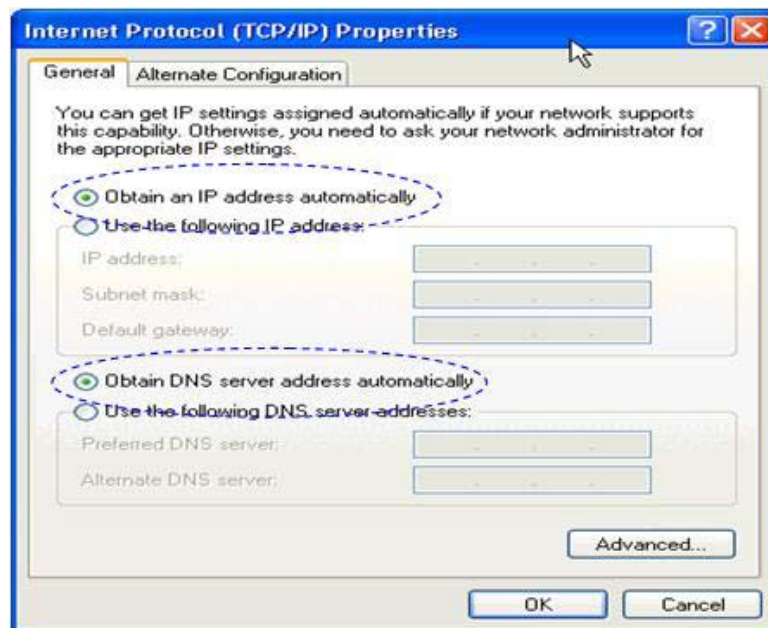 Internet Protocol (TCP/IP) Properties
General
Alternate Configuration
You can get IP settings assigned automatically if your network supports
this capability. Otherwise, you need to ask your network administrator for
the appropriate IP settings.
Obtain an IP address automatically
Use the following IP address:
IP address:
Subnet mask:
Default gateway:
Obtain DNS server address automatically
Use the following DNS server addresses:
Preferred DNS server:
Alternate DNS server:
Advanced...
OK
Cancel